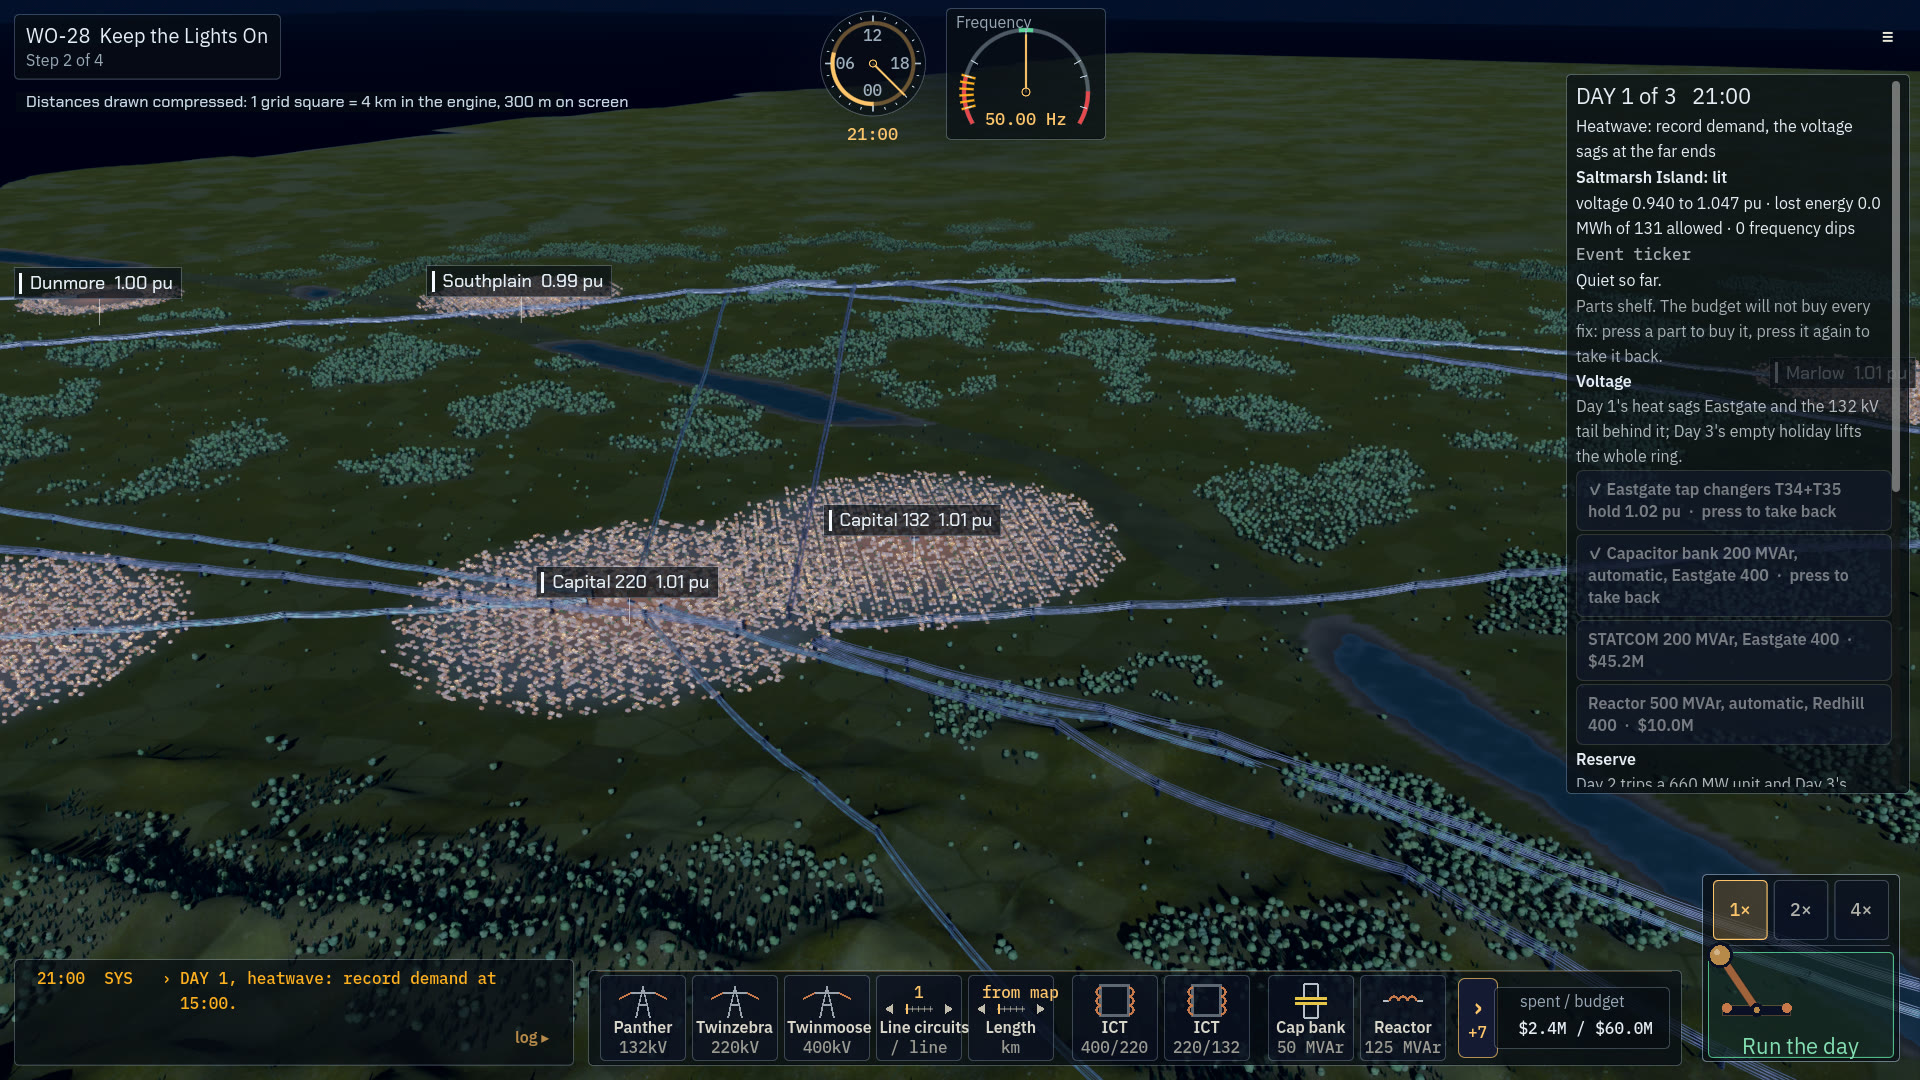 WO-28 Keep the Lights On
Step 2 of 4
Distances drawn compressed: 1 grid square = 4 km in the engine, 300 m on screen
12
06
18
00
21:00
Frequency
50.00 Hz
≡
DAY 1 of 3 21:00
Heatwave: record demand, the voltage
sags at the far ends
Saltmarsh Island: lit
voltage 0.940 to 1.047 pu · lost energy 0.0
MWh of 131 allowed · 0 frequency dips
Event ticker
Quiet so far.
Parts shelf. The budget will not buy every
fix: press a part to buy it, press it again to
take it back.
Voltage
Day 1's heat sags Eastgate and the 132 kV
tail behind it; Day 3's empty holiday lifts
the whole ring.
✓ Eastgate tap changers T34+T35
hold 1.02 pu · press to take back
✓ Capacitor bank 200 MVAr,
automatic, Eastgate 400 · press to
take back
STATCOM 200 MVAr, Eastgate 400 ·
$45.2M
Reactor 500 MVAr, automatic, Redhill
400 · $10.0M
Reserve
Day 2 trips a 660 MW unit and Day 3's
Dunmore 1.00 pu
Southplain 0.99 pu
Marlow 1.01 pu
Capital 132 1.01 pu
Capital 220 1.01 pu
21:00 SYS › DAY 1, heatwave: record demand at
15:00.
log ▸
Panther
132kV
Twinzebra
220kV
Twinmoose
400kV
1
Line circuits
/ line
from map
Length
km
ICT
400/220
ICT
220/132
Cap bank
50 MVAr
Reactor
125 MVAr
›
+7
spent / budget
$2.4M / $60.0M
1×
2×
4×
Run the day